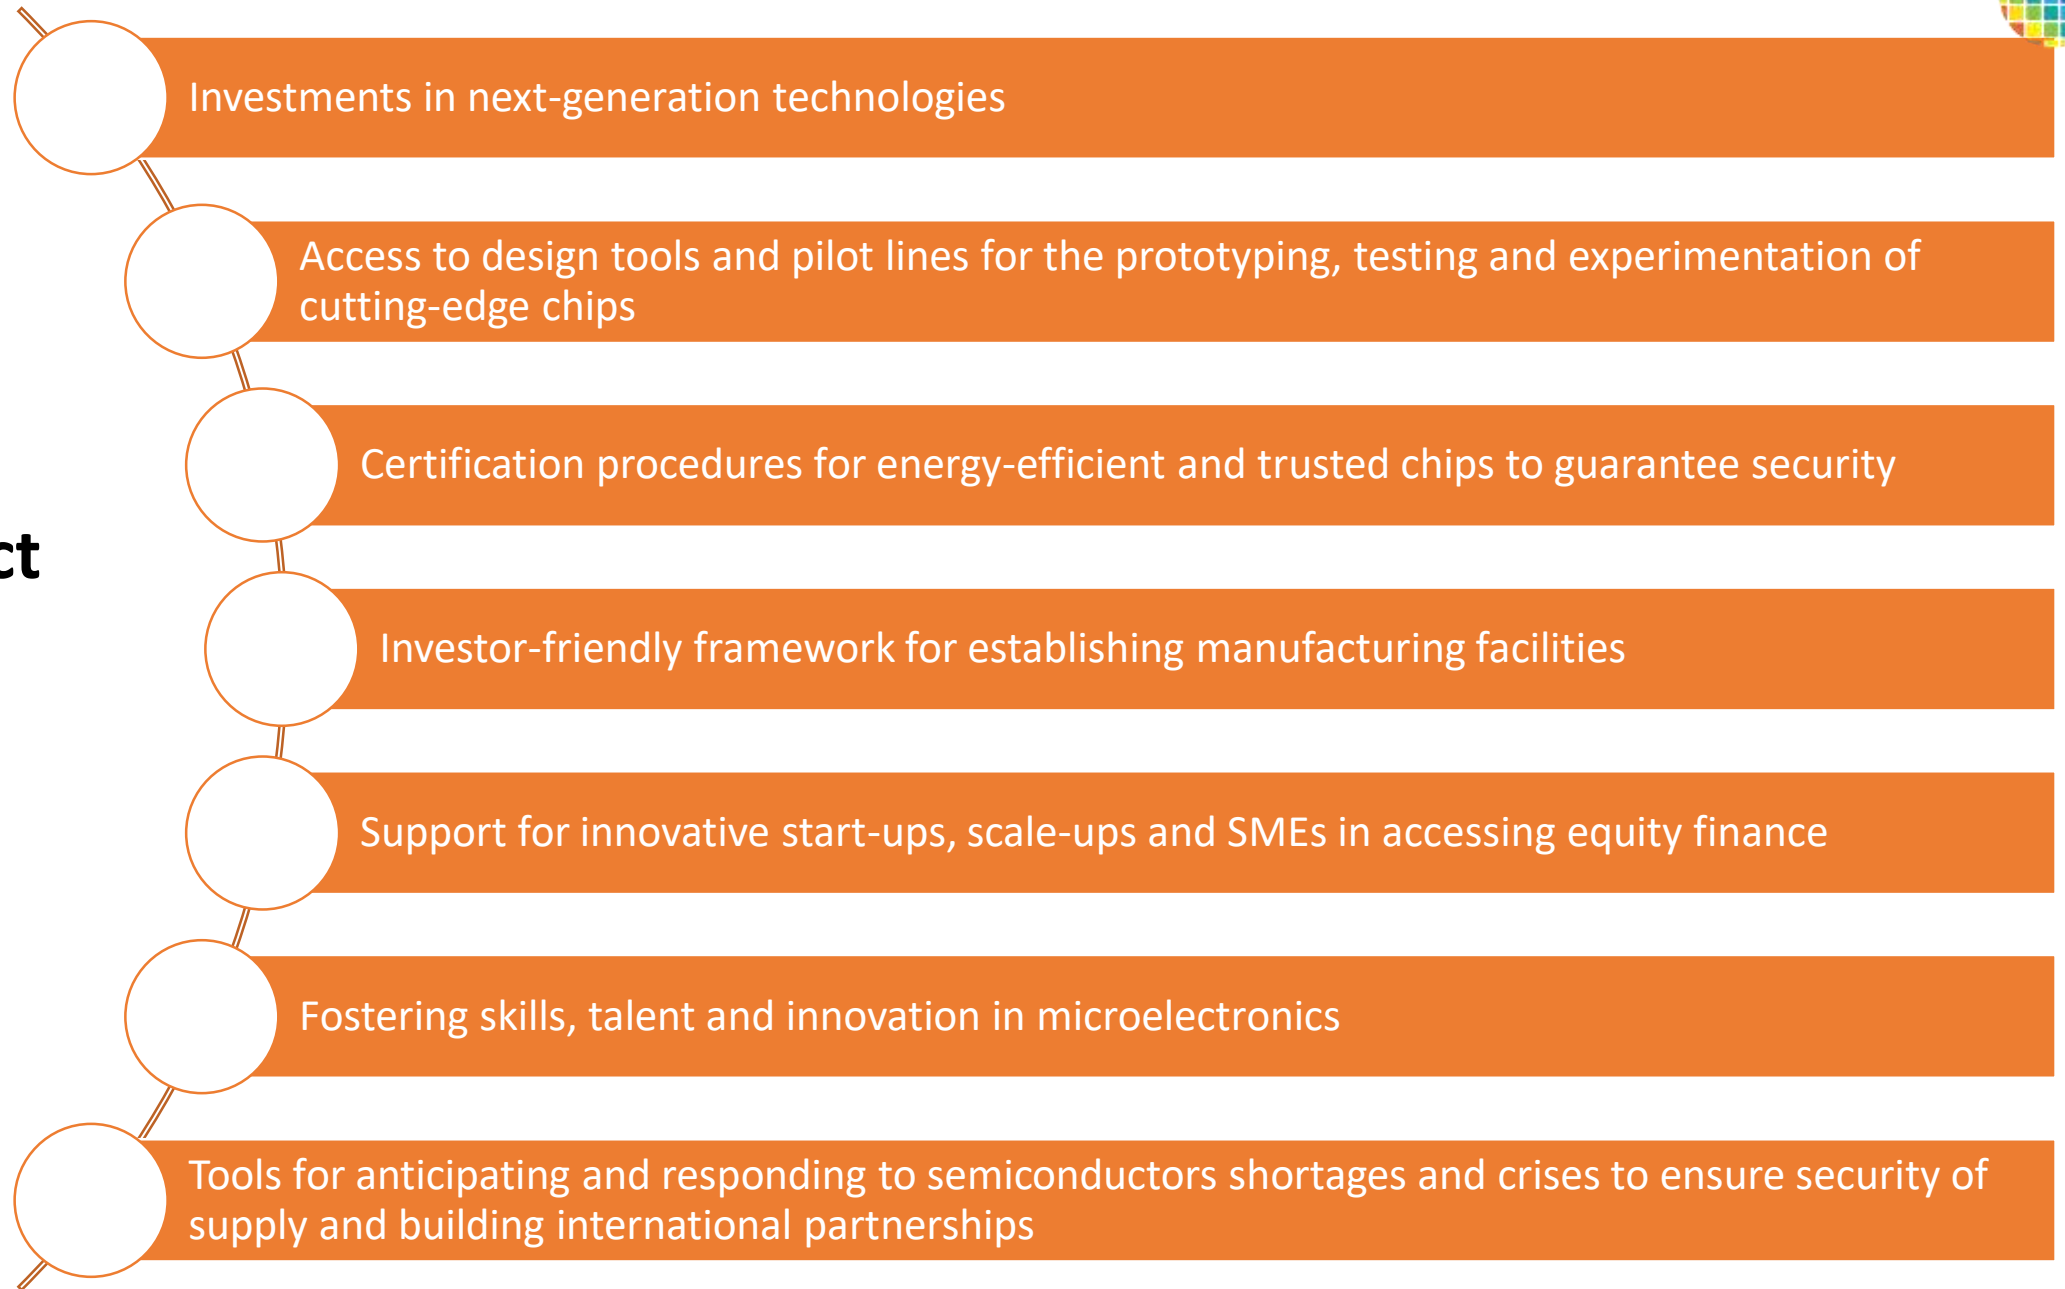 Investments in next-generation technologies
Access to design tools and pilot lines for the prototyping, testing and experimentation of
cutting-edge chips
Certification procedures for energy-efficient and trusted chips to guarantee security
ct
Investor-friendly framework for establishing manufacturing facilities
Support for innovative start-ups, scale-ups and SMEs in accessing equity finance
Fostering skills, talent and innovation in microelectronics
Tools for anticipating and responding to semiconductors shortages and crises to ensure security of
supply and building international partnerships